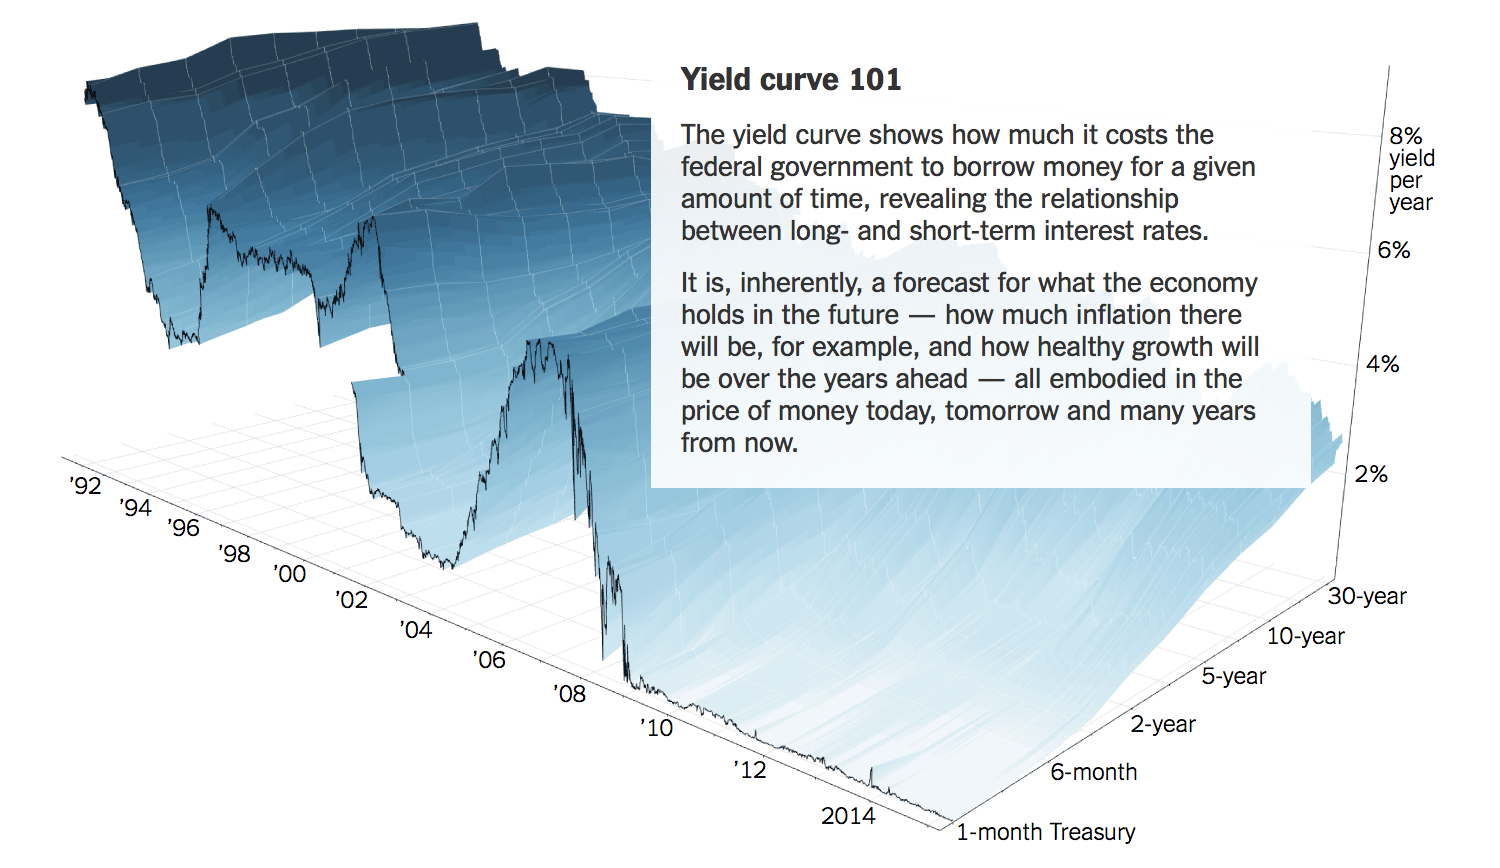 Yield curve 101
The yield curve shows how much it costs the
federal government to borrow money for a given
amount of time, revealing the relationship
between long- and short-term interest rates.
It is, inherently, a forecast for what the economy
holds in the future — how much inflation there
will be, for example, and how healthy growth will
be over the years ahead — all embodied in the
price of money today, tomorrow and many years
from now.
8%
yield
per
year
6%
4%
2%
’92
’94
’96
’98
’00
’02
’04
’06
’08
’10
’12
2014
30-year
10-year
5-year
2-year
6-month
1-month Treasury